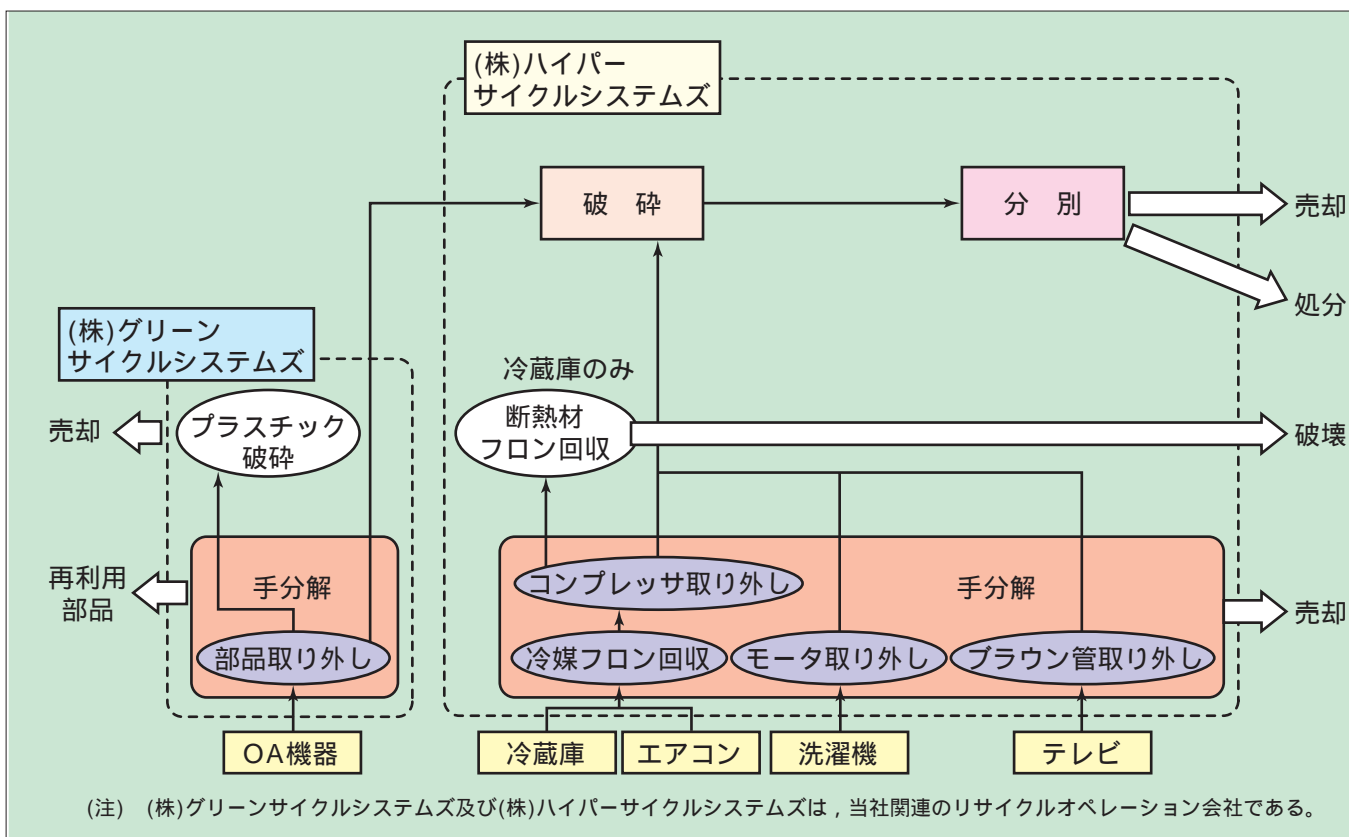 (株)ハイパー
サイクルシステムズ
破　砕
分　別
売却
処分
(株)グリーン
サイクルシステムズ
冷蔵庫のみ
売却
プラスチック
破砕
断熱材
フロン回収
破壊
再利用
部品
手分解
部品取り外し
コンプレッサ取り外し
手分解
冷媒フロン回収
モータ取り外し
ブラウン管取り外し
売却
OA機器
冷蔵庫
エアコン
洗濯機
テレビ
(注)　(株)グリーンサイクルシステムズ及び(株)ハイパーサイクルシステムズは，当社関連のリサイクルオペレーション会社である。